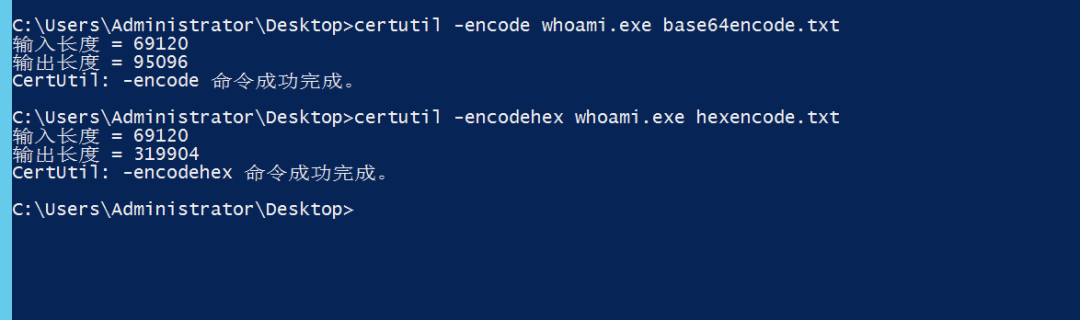 C:\Users\Administrator\Desktop>certutil -encode whoami.exe base64encode.txt
输入长度 = 69120
输出长度 = 95096
CertUtil: -encode 命令成功完成。
C:\Users\Administrator\Desktop>certutil -encodehex whoami.exe hexencode.txt
输入长度 = 69120
输出长度 = 319904
CertUtil: -encodehex 命令成功完成。
C:\Users\Administrator\Desktop>